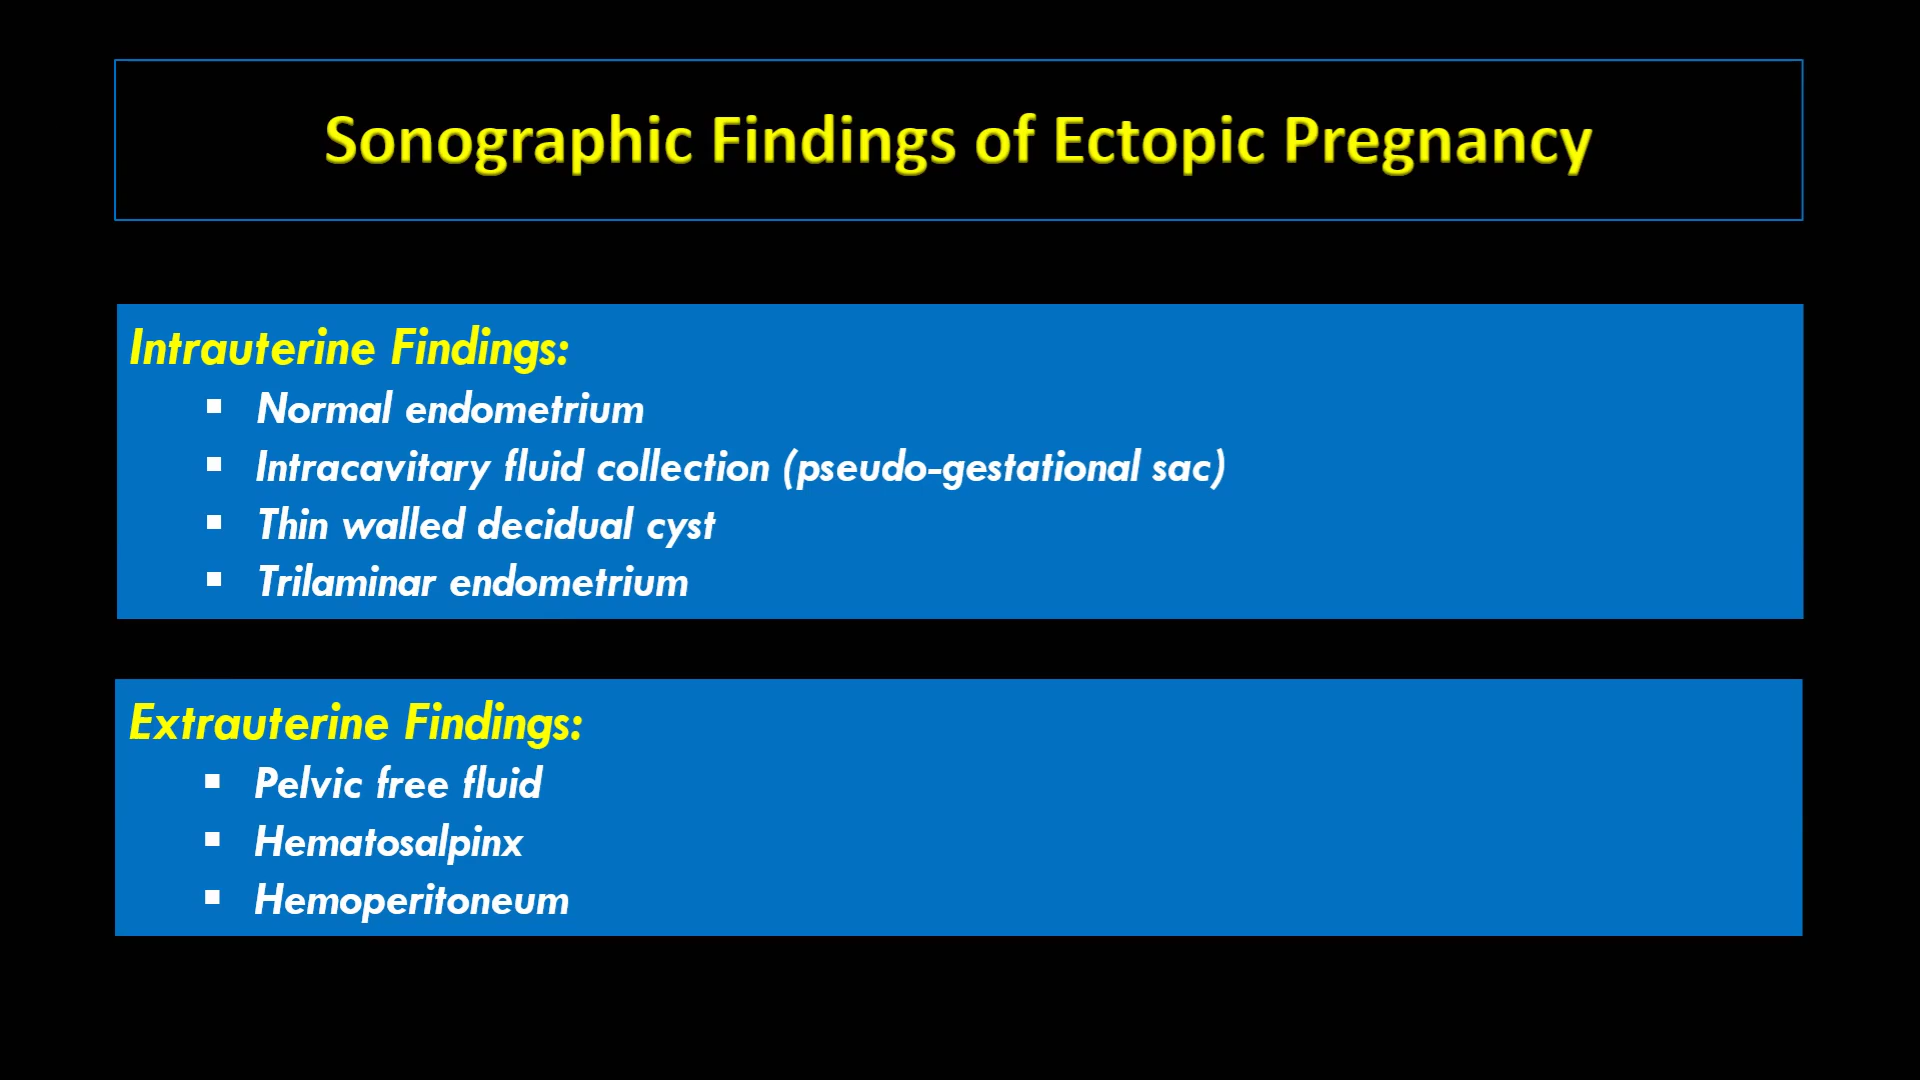 Sonographic Findings of Ectopic Pregnancy
Intrauterine Findings:
▪ Normal endometrium
▪ Intracavitary fluid collection (pseudo-gestational sac)
▪ Thin walled decidual cyst
▪ Trilaminar endometrium
Extrauterine Findings:
▪ Pelvic free fluid
▪ Hematosalpinx
▪ Hemoperitoneum